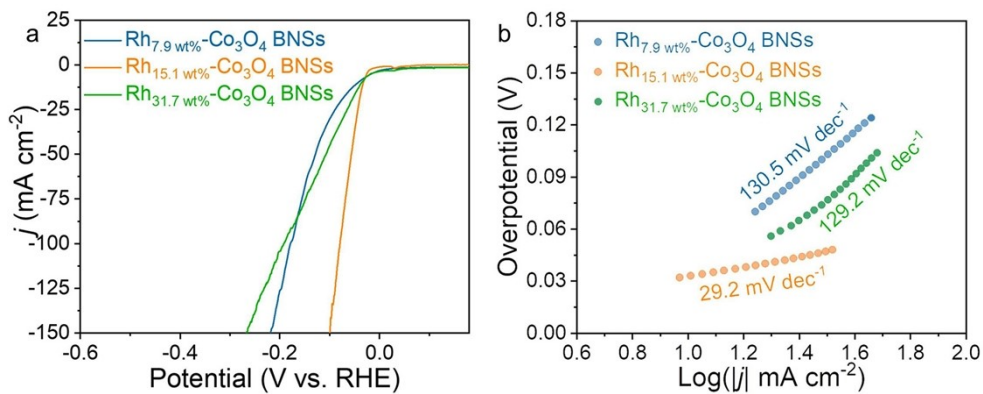 a
Rh7.9 wt%-Co3O4 BNSs
Rh15.1 wt%-Co3O4 BNSs
Rh31.7 wt%-Co3O4 BNSs
25
0
-25
-50
-75
-100
-125
-150
j (mA cm-2)
-0.6
-0.4
-0.2
0.0
Potential (V vs. RHE)
b
Rh7.9 wt%-Co3O4 BNSs
Rh15.1 wt%-Co3O4 BNSs
Rh31.7 wt%-Co3O4 BNSs
0.18
0.15
0.12
0.09
0.06
0.03
0.00
Overpotential (V)
130.5 mV dec-1
129.2 mV dec-1
29.2 mV dec-1
0.6
0.8
1.0
1.2
1.4
1.6
1.8
2.0
Log(|j| mA cm-2)